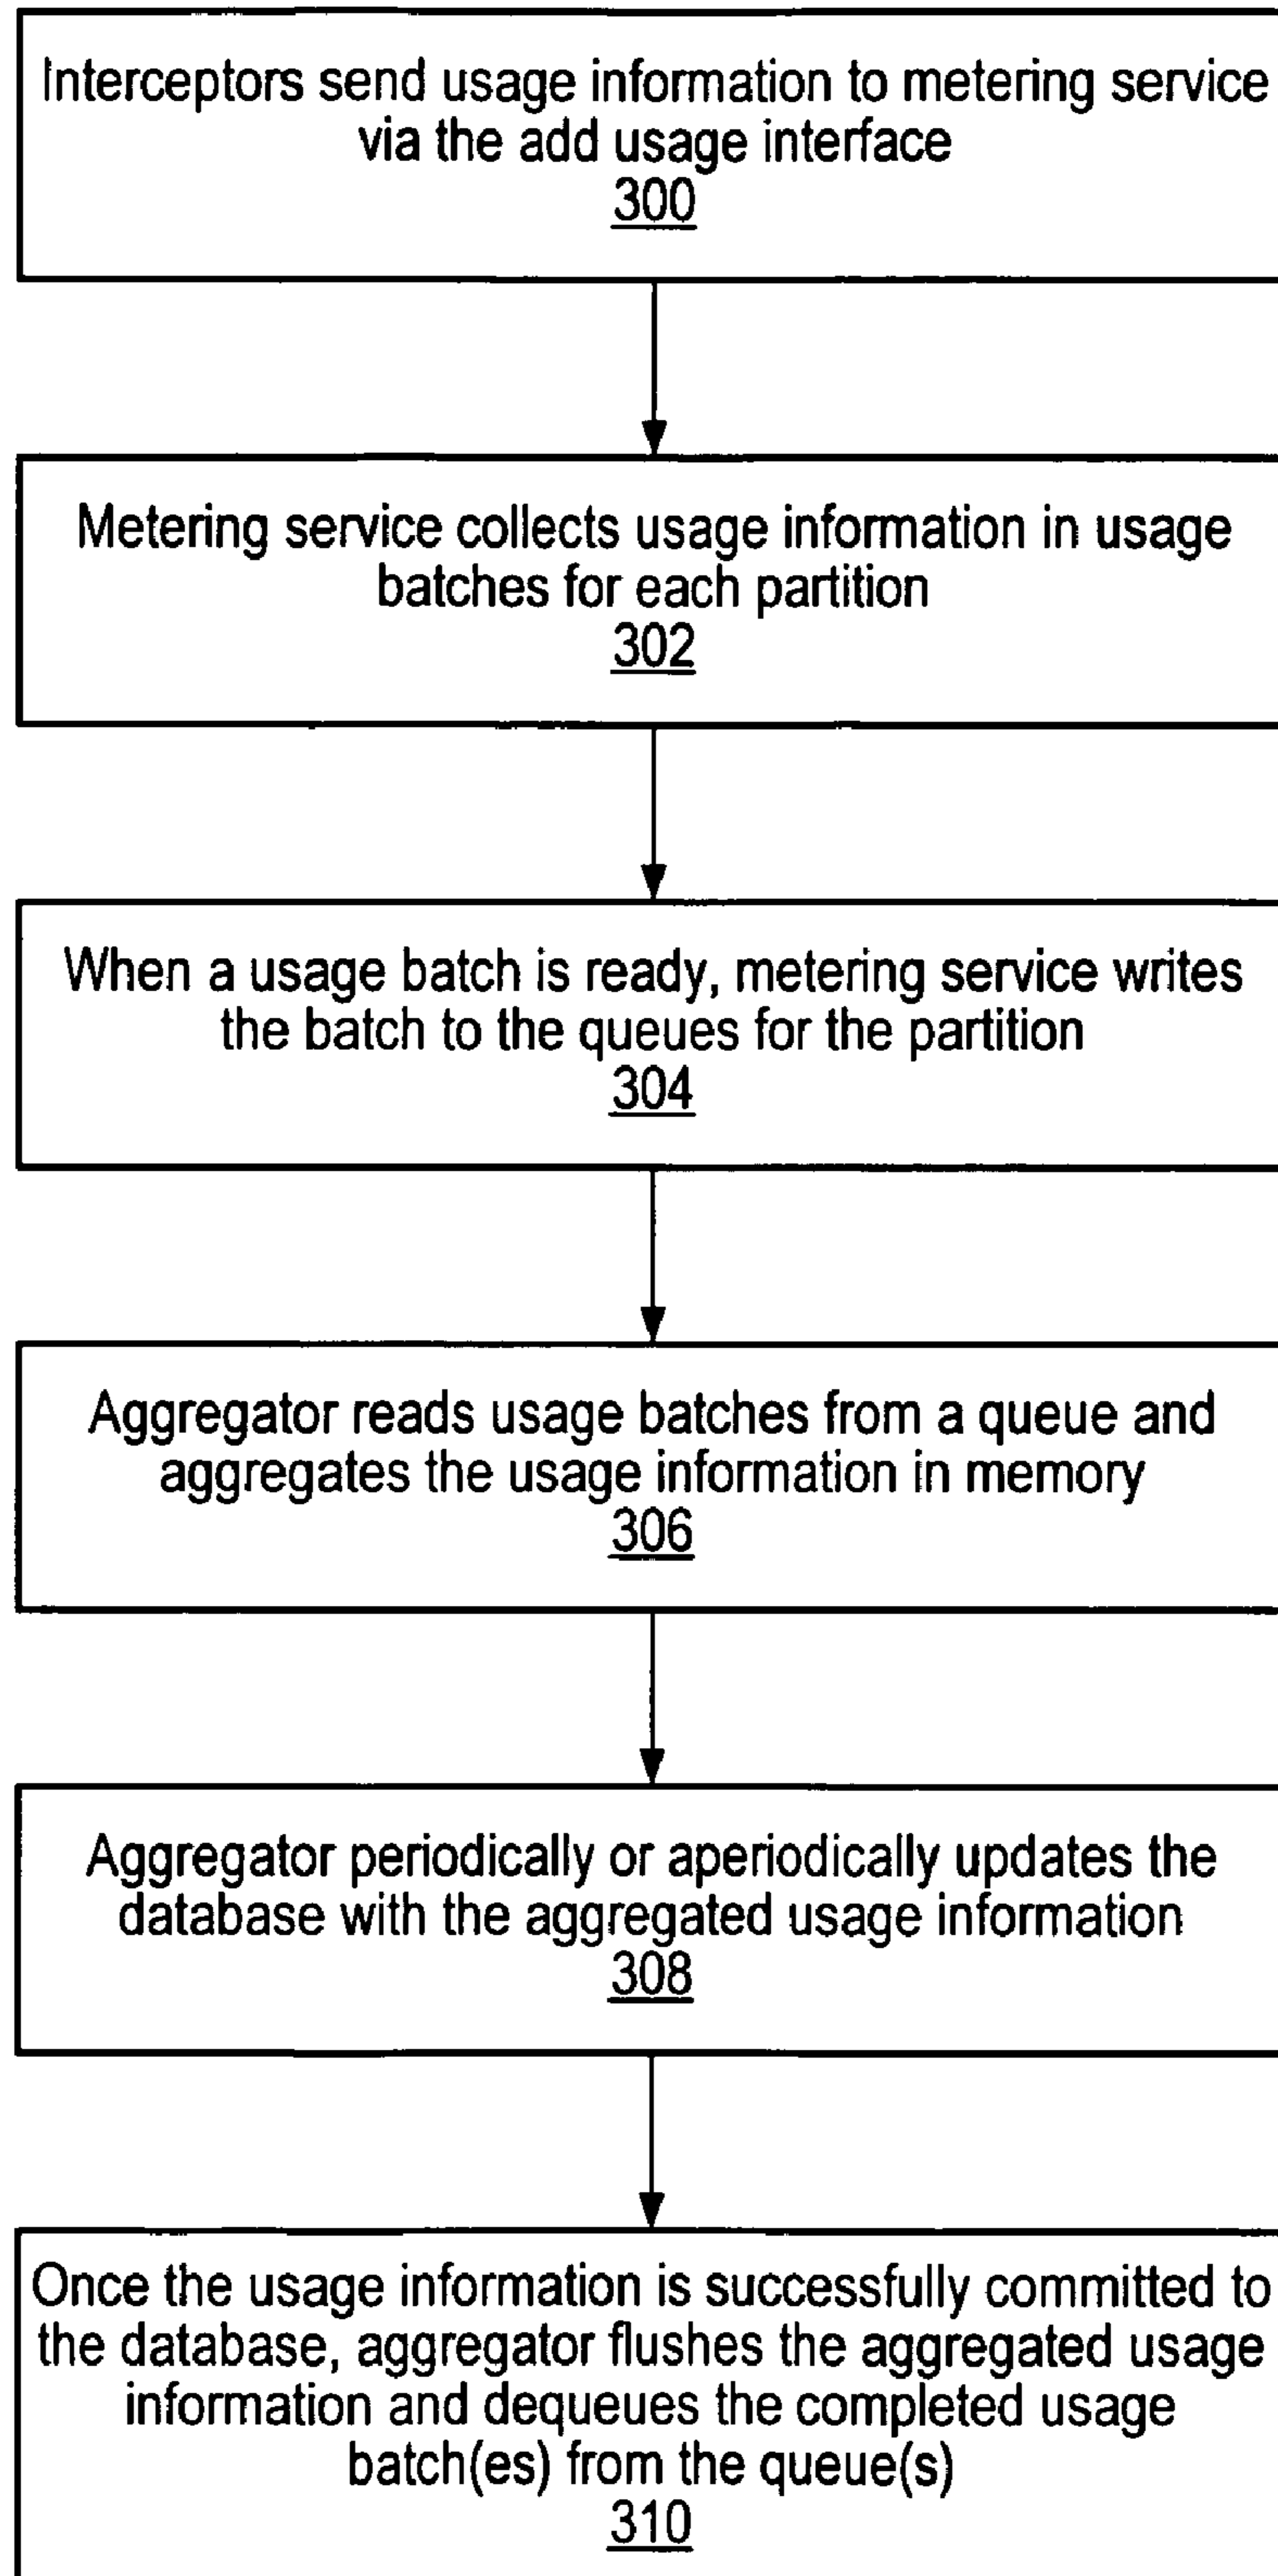 Interceptors send usage information to metering service
via the add usage interface
300
Metering service collects usage information in usage
batches for each partition
302
When a usage batch is ready, metering service writes
the batch to the queues for the partition
304
Aggregator reads usage batches from a queue and
aggregates the usage information in memory
306
Aggregator periodically or aperiodically updates the
database with the aggregated usage information
308
Once the usage information is successfully committed to
the database, aggregator flushes the aggregated usage
information and dequeues the completed usage
batch(es) from the queue(s)
310